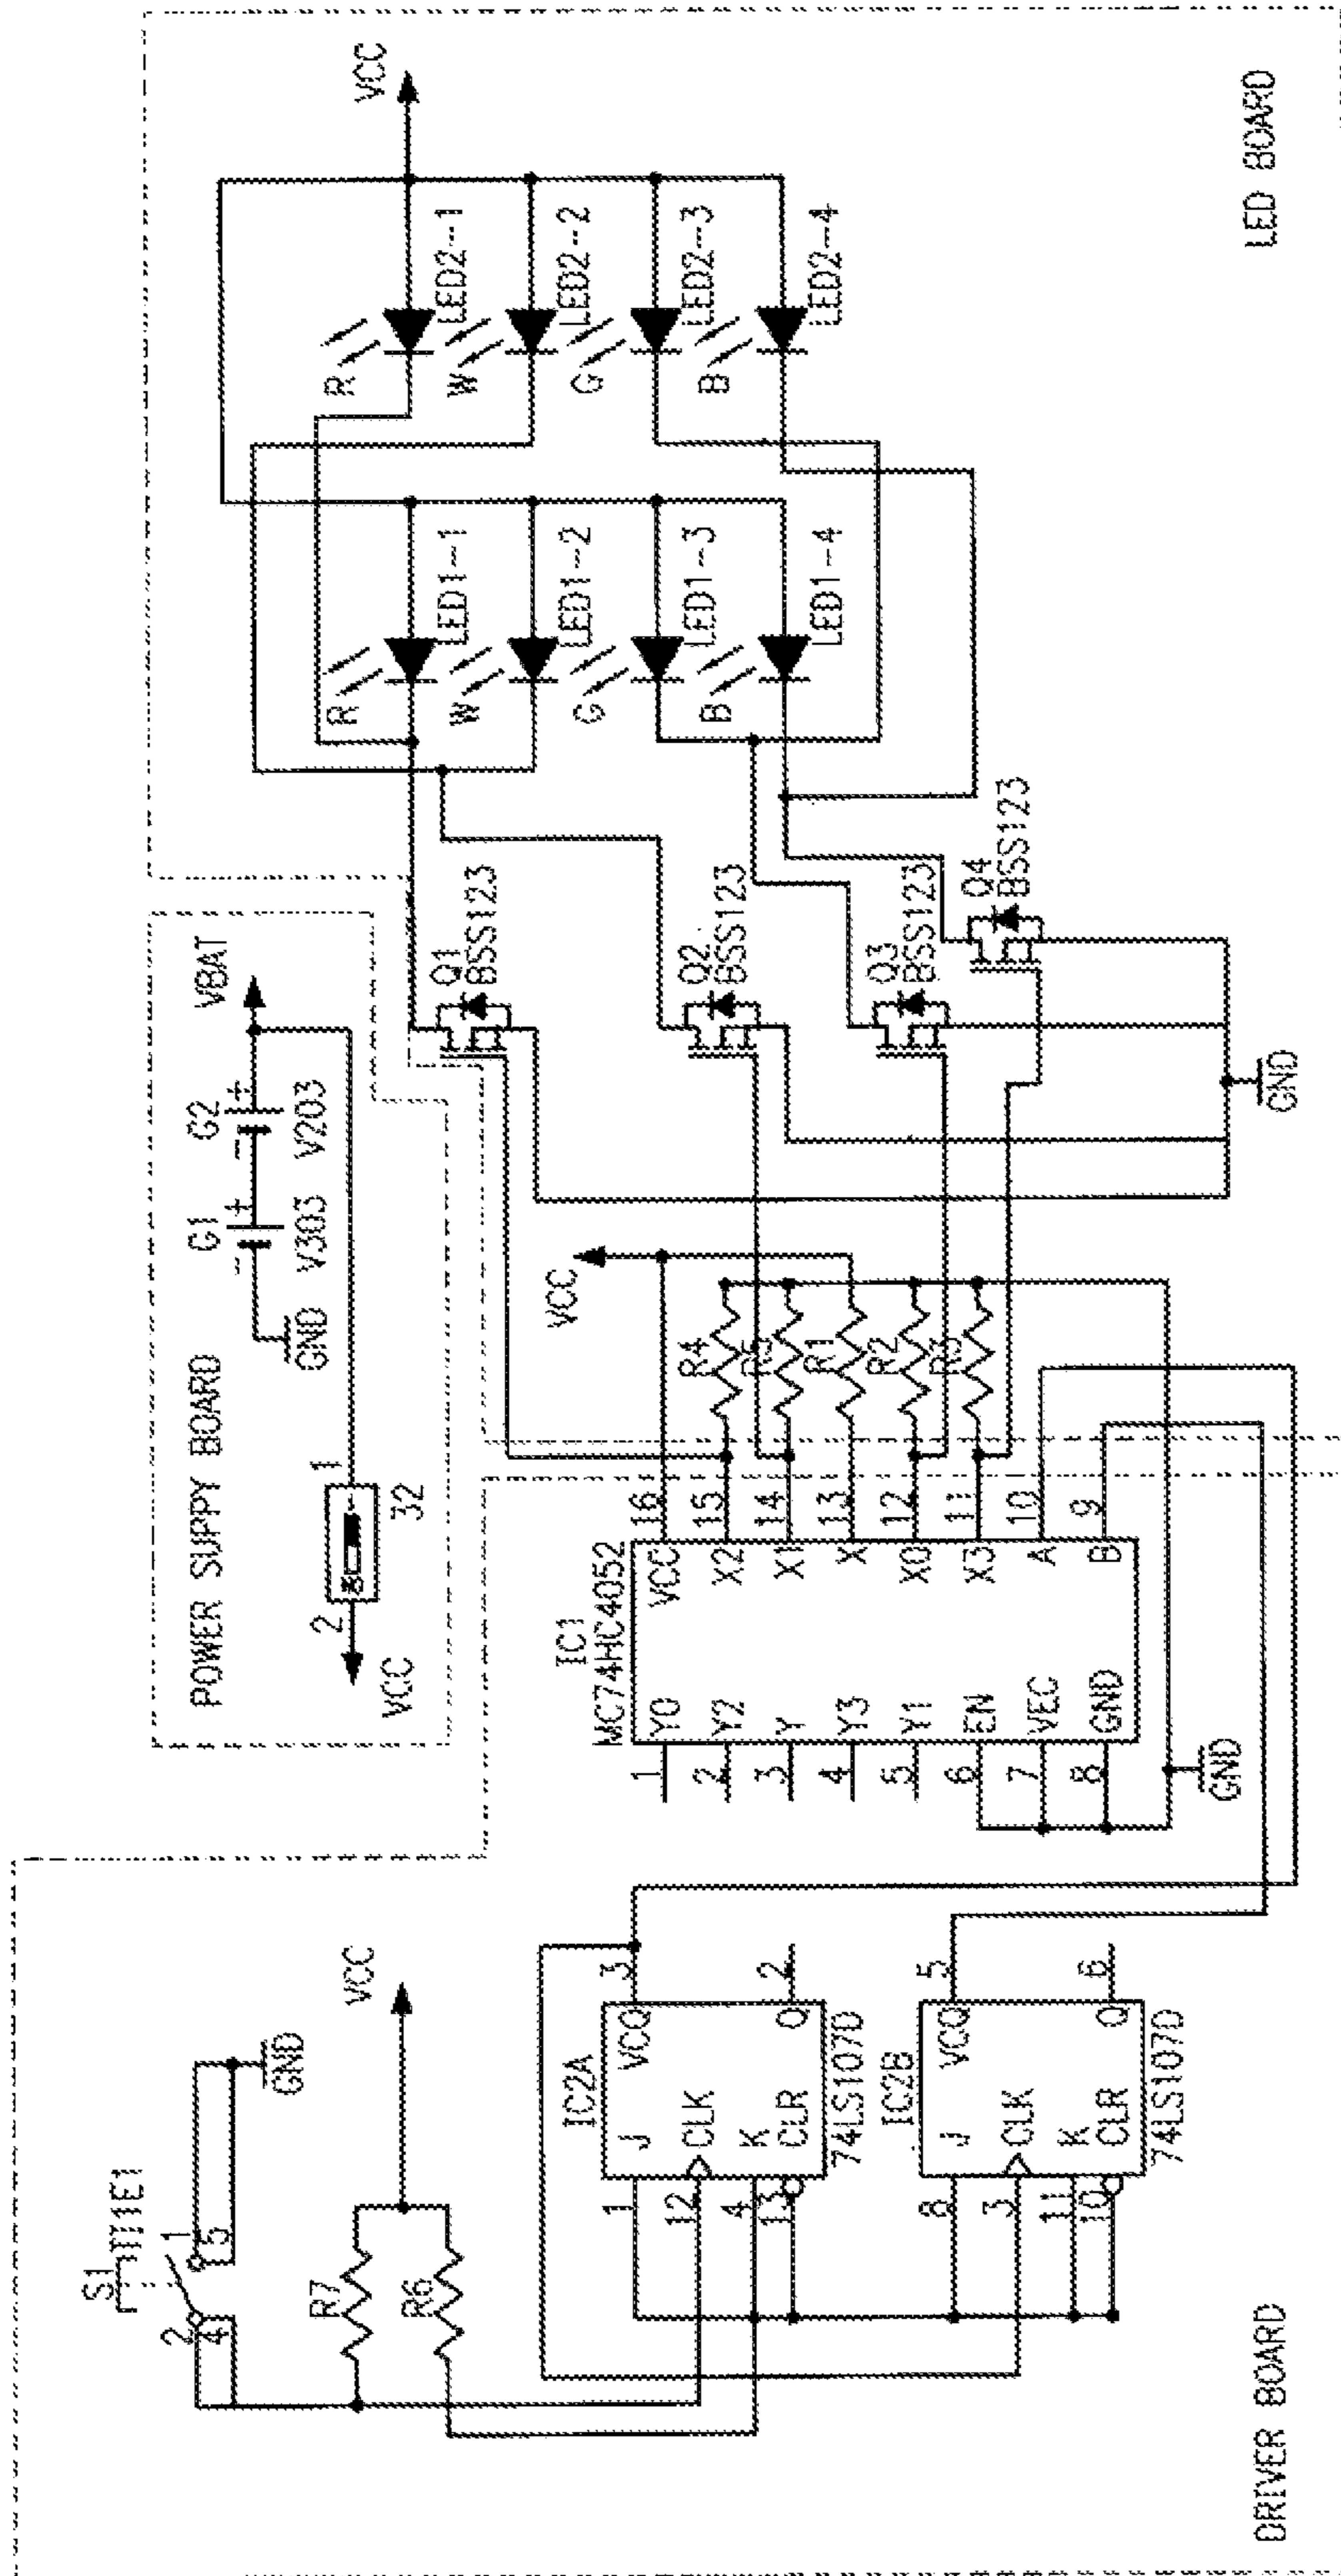 POWER SUPPY BOARD
GND
G1
V303
G2
V203
VBAT
VCC
2
1
32
LED BOARD
VCC
R
LED1-1
W
LED1-2
G
LED1-3
B
LED1-4
R
LED2-1
W
LED2-2
G
LED2-3
B
LED2-4
Q1
BSS123
Q2
BSS123
Q3
BSS123
Q4
BSS123
GND
VCC
R4
R5
R1
R2
R3
IC1
MC74HC4052
1 Y0
2 Y2
3 Y
4 Y3
5 Y1
6 EN
7 VEC
8 GND
VCC 16
X2 15
X1 14
X 13
X0 12
X3 11
A 10
B 9
GND
DRIVER BOARD
S1
2
4
1
5
GND
R7
R6
VCC
IC2A
1 J
12 CLK
4 K
13 CLR
VCQ 3
Q 2
74LS107D
IC2B
8 J
3 CLK
11 K
10 CLR
VCQ 5
Q 6
74LS107D